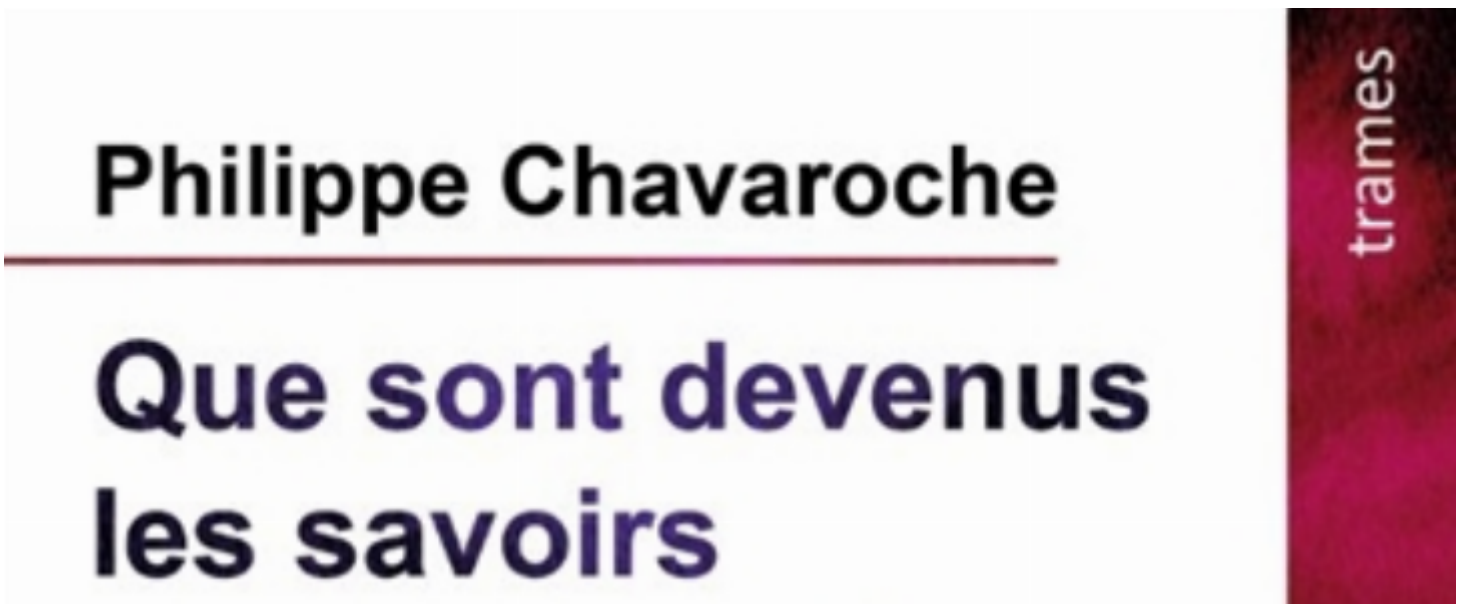 Philippe Chavaroche
Que sont devenus
les savoirs
trames